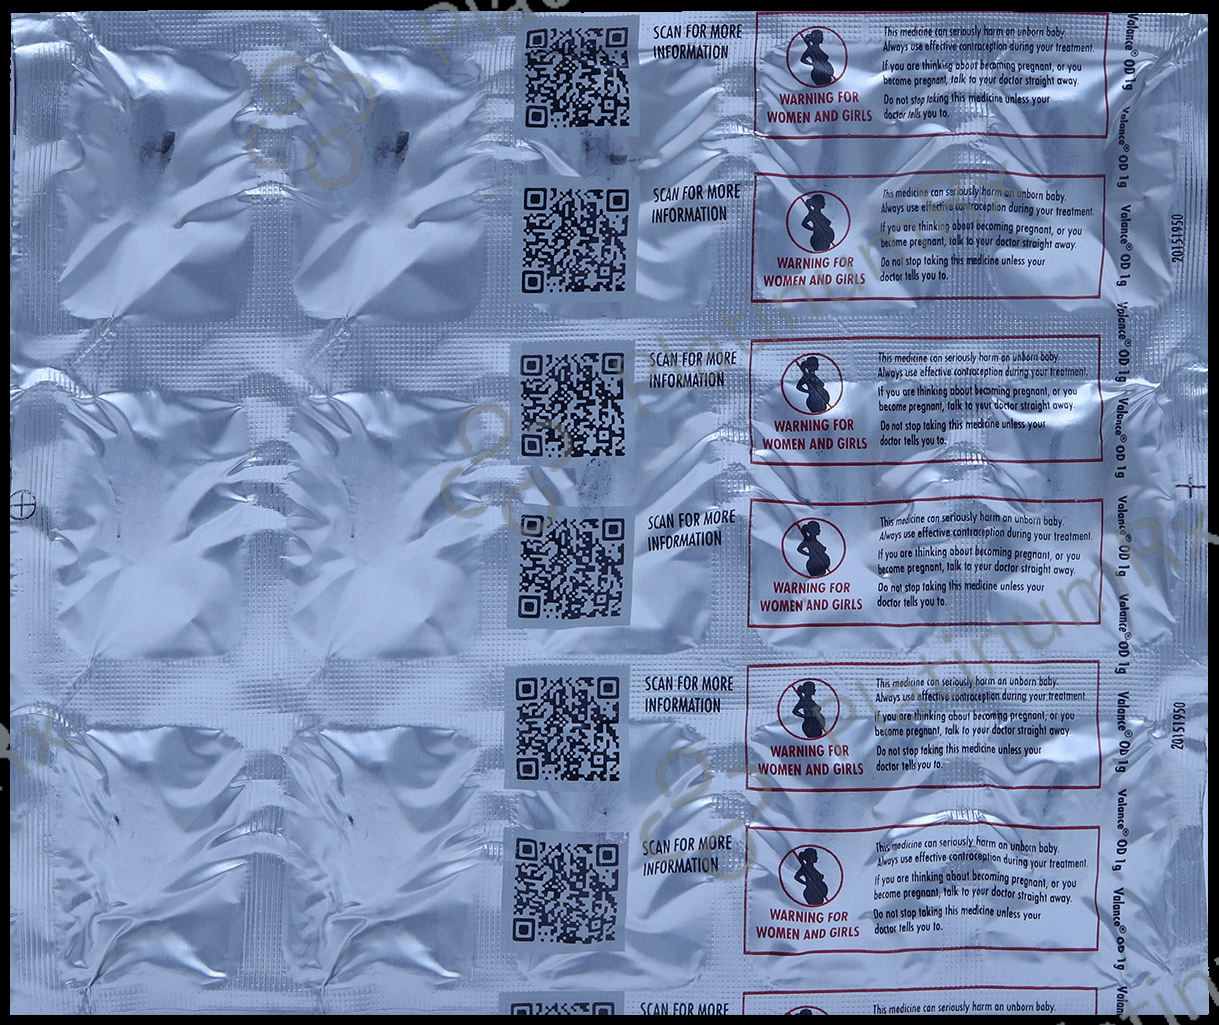 SCAN FOR MORE
INFORMATION
WARNING FOR
WOMEN AND GIRLS
This medicine can seriously harm an unborn baby.
Always use effective contraception during your treatment.
If you are thinking about becoming pregnant, or you
become pregnant, talk to your doctor straight away.
Do not stop taking this medicine unless your
doctor tells you to.
SCAN FOR MORE
INFORMATION
WARNING FOR
WOMEN AND GIRLS
This medicine can seriously harm an unborn baby.
Always use effective contraception during your treatment.
If you are thinking about becoming pregnant, or you
become pregnant, talk to your doctor straight away.
Do not stop taking this medicine unless your
doctor tells you to.
SCAN FOR MORE
INFORMATION
WARNING FOR
WOMEN AND GIRLS
This medicine can seriously harm an unborn baby.
Always use effective contraception during your treatment.
If you are thinking about becoming pregnant, or you
become pregnant, talk to your doctor straight away.
Do not stop taking this medicine unless your
doctor tells you to.
SCAN FOR MORE
INFORMATION
WARNING FOR
WOMEN AND GIRLS
This medicine can seriously harm an unborn baby.
Always use effective contraception during your treatment.
If you are thinking about becoming pregnant, or you
become pregnant, talk to your doctor straight away.
Do not stop taking this medicine unless your
doctor tells you to.
SCAN FOR MORE
INFORMATION
WARNING FOR
WOMEN AND GIRLS
This medicine can seriously harm an unborn baby.
Always use effective contraception during your treatment.
If you are thinking about becoming pregnant, or you
become pregnant, talk to your doctor straight away.
Do not stop taking this medicine unless your
doctor tells you to.
SCAN FOR MORE
INFORMATION
WARNING FOR
WOMEN AND GIRLS
This medicine can seriously harm an unborn baby.
Always use effective contraception during your treatment.
If you are thinking about becoming pregnant, or you
become pregnant, talk to your doctor straight away.
Do not stop taking this medicine unless your
doctor tells you to.
SCAN FOR MORE
This medicine can seriously harm an unborn baby.
Valance® OD 1g Valance® OD 1g Valance® OD 1g Valance® OD 1g Valance® OD 1g Valance® OD 1g Valance® OD 1g Valance® OD 1g Valance® OD 1g Valance® OD 1g
20151950
20151950
PlatinumRx
PlatinumRx